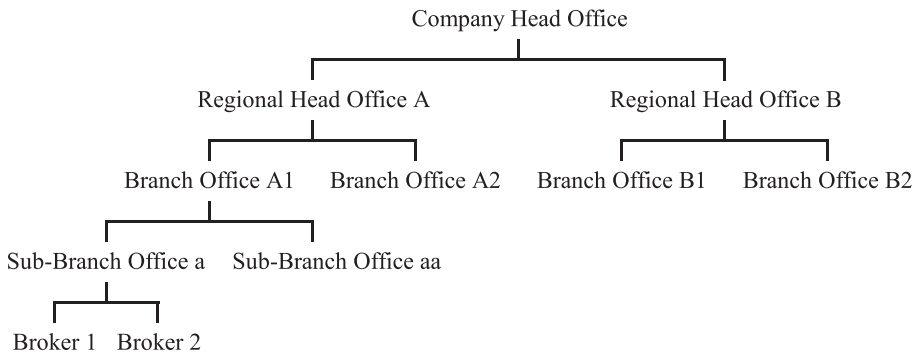 Company Head Office
Regional Head Office A Regional Head Office B
Branch Office A1 Branch Office A2 Branch Office B1 Branch Office B2
Sub-Branch Office a Sub-Branch Office aa
Broker 1 Broker 2